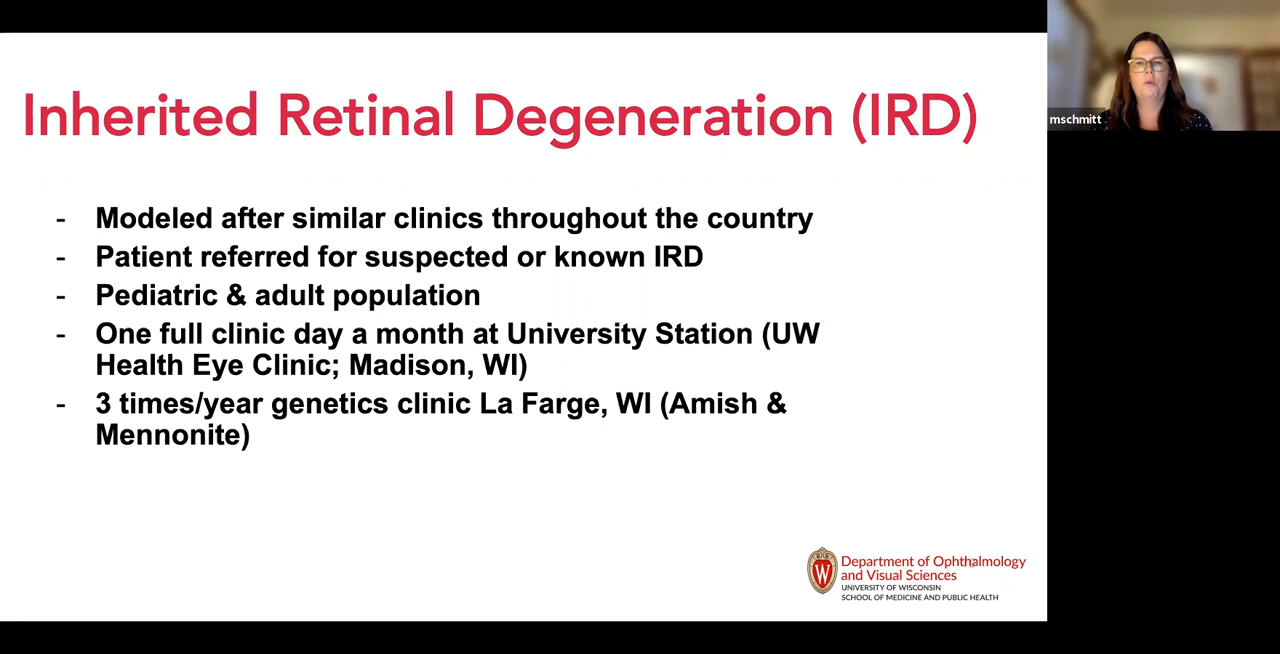 Inherited Retinal Degeneration (IRD)
mschmitt
- Modeled after similar clinics throughout the country
- Patient referred for suspected or known IRD
- Pediatric & adult population
- One full clinic day a month at University Station (UW
Health Eye Clinic; Madison, WI)
- 3 times/year genetics clinic La Farge, WI (Amish &
Mennonite)
W
Department of Ophthalmology
and Visual Sciences
UNIVERSITY OF WISCONSIN
SCHOOL OF MEDICINE AND PUBLIC HEALTH